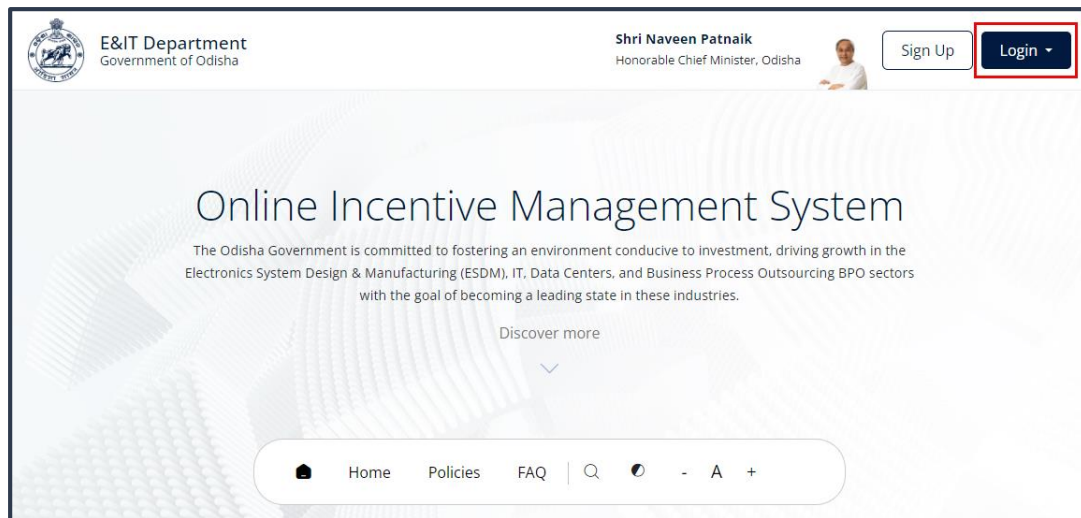 E&IT Department
Government of Odisha
Shri Naveen Patnaik
Honorable Chief Minister, Odisha
Sign Up
Login
Online Incentive Management System
The Odisha Government is committed to fostering an environment conducive to investment, driving growth in the
Electronics System Design & Manufacturing (ESDM), IT, Data Centers, and Business Process Outsourcing BPO sectors
with the goal of becoming a leading state in these industries.
Discover more
Home Policies FAQ - A +